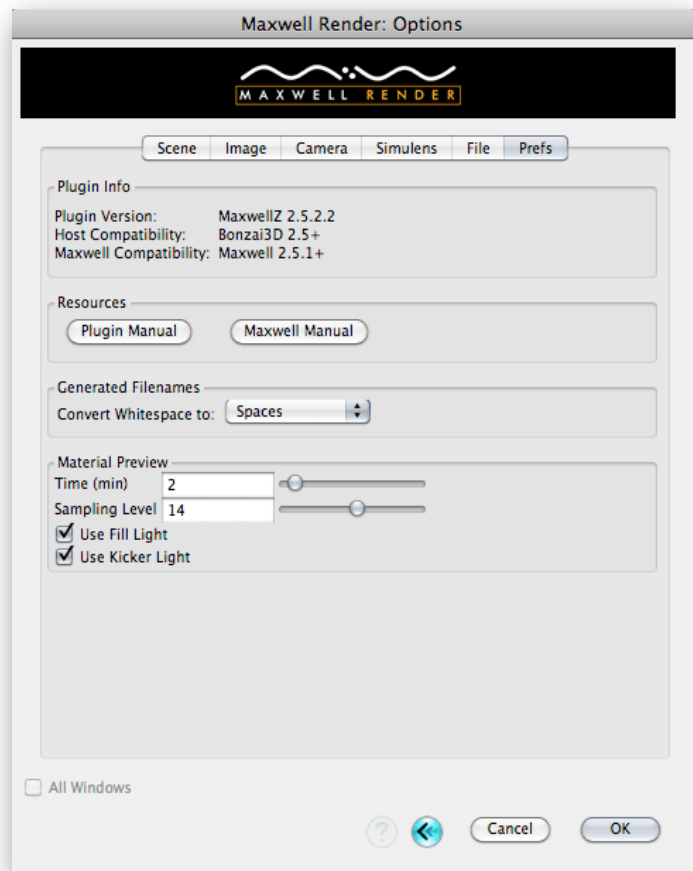 Maxwell Render: Options
MAXWELL RENDER
Scene Image Camera Simulens File Prefs
Plugin Info
Plugin Version: MaxwellZ 2.5.2.2
Host Compatibility: Bonzai3D 2.5+
Maxwell Compatibility: Maxwell 2.5.1+
Resources
Plugin Manual Maxwell Manual
Generated Filenames
Convert Whitespace to: Spaces
Material Preview
Time (min) 2
Sampling Level 14
Use Fill Light
Use Kicker Light
All Windows
? Cancel OK